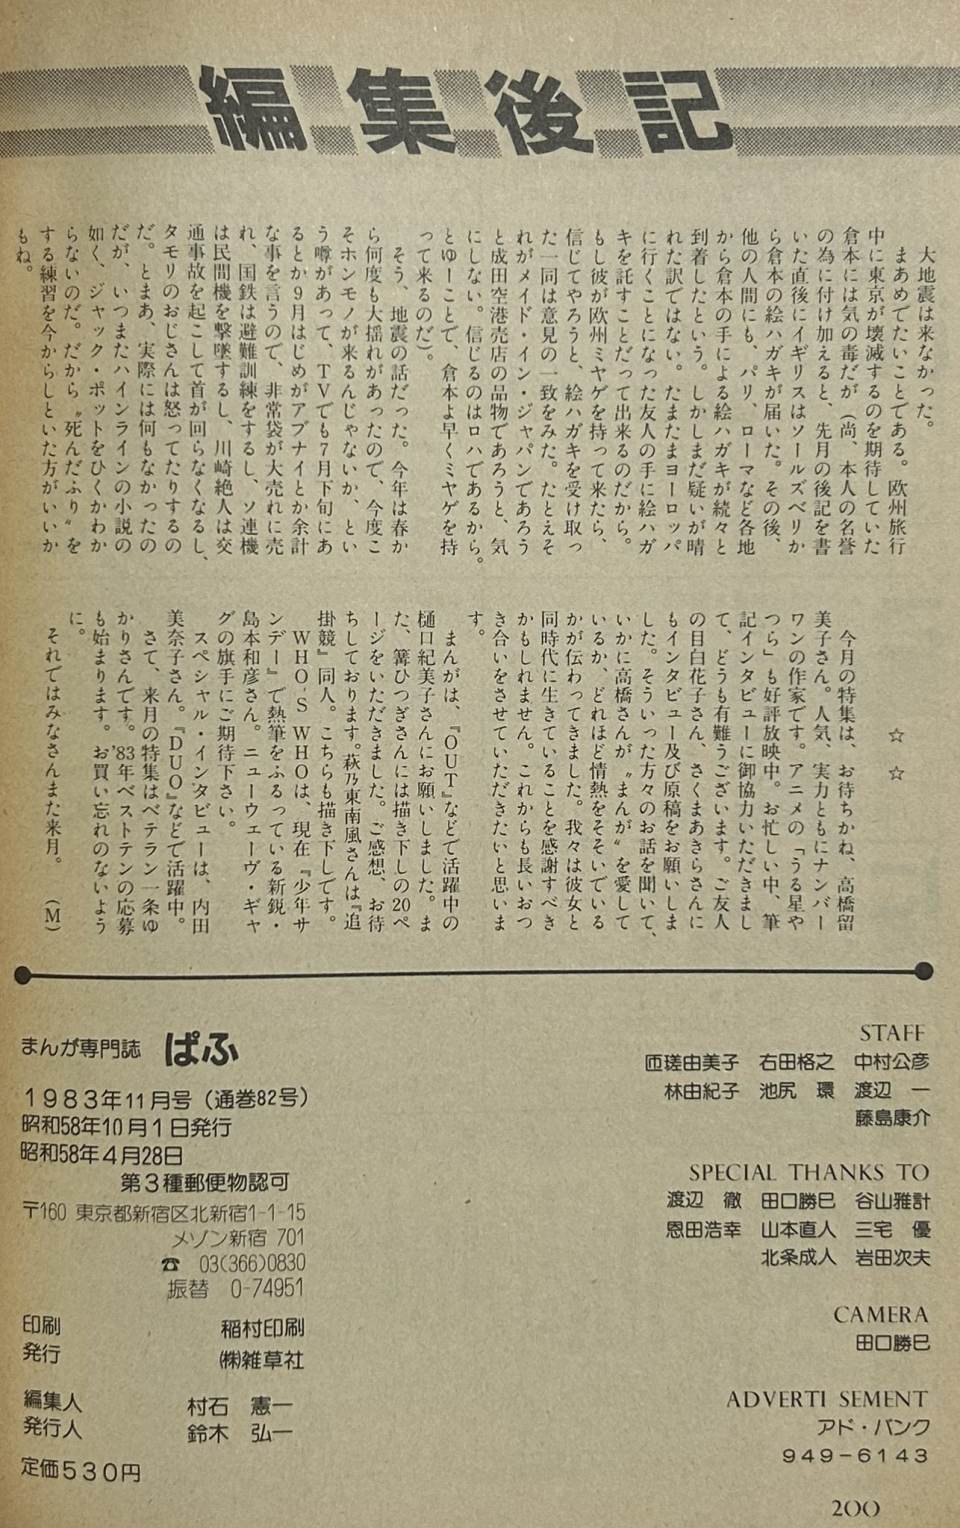 編集後記
大地震は来なかった。
まあめでたいことである。欧州旅行
中に東京が壊滅するのを期待していた
倉本には気の毒だが（尚、本人の名誉
の為に付け加えると、先月の後記を書
いた直後にイギリスはソールズベリか
ら倉本の絵ハガキが届いた。その後、
他の人間にも、パリ、ローマなど各地
から倉本の手による絵ハガキが続々と
到着したという。しかしまだ疑いが晴
れた訳ではない。たまたまヨーロッパ
に行くことになった友人の手に絵ハガ
キを託すことだって出来るのだから。
もし彼が欧州ミヤゲを持って来たら、
信じてやろうと、絵ハガキを受け取っ
た一同は意見の一致をみた。たとえそ
れがメイド・イン・ジャパンであろう
と成田空港売店の品物であろうと、気
にしない。信じるのはロハであるから。
とゆーことで、倉本よ早くミヤゲを持
って来るのだ）。
そう、地震の話だった。今年は春か
ら何度も大揺れがあったので、今度こ
そホンモノが来るんじゃないか、とい
う噂があって、TVでも7月下旬にあ
るとか9月はじめがアブナイとか余計
な事を言うので、非常袋が大売れに売
れ、国鉄は避難訓練をするし、ソ連機
は民間機を撃墜するし、川崎絶人は交
通事故を起こして首が回らなくなるし、
タモリのおじさんは怒ってたりするの
だ。とまあ、実際には何もなかったの
だが、いつまたハインラインの小説の
如く、ジャック・ポットをひくかわか
らないのだ。だから〝死んだふり〟を
する練習を今からしといた方がいいか
もね。
☆　☆
今月の特集は、お待ちかね、高橋留
美子さん。人気、実力ともにナンバー
ワンの作家です。アニメの「うる星や
つら」も好評放映中。お忙しい中、筆
記インタビューに御協力いただきまし
て、どうも有難うございます。ご友人
の目白花子さん、さくまあきらさんに
もインタビュー及び原稿をお願いしま
した。そういった方々のお話を聞いて、
いかに高橋さんが〝まんが〟を愛して
いるか、どれほど情熱をそそいでいる
かが伝わってきました。我々は彼女と
同時代に生きていることを感謝すべき
かもしれません。これからも長いおつ
き合いをさせていただきたいと思いま
す。
まんがは、『OUT』などで活躍中の
樋口紀美子さんにお願いしました。ま
た、篝ひつぎさんには描き下しの20ペ
ージをいただきました。ご感想、お待
ちしております。萩乃東南風さんは『追
掛競』同人。こちらも描き下しです。
WHO'S WHOは、現在『少年サ
ンデー』で熱筆をふるっている新鋭・
島本和彦さん。ニューウェーヴ・ギャ
グの旗手にご期待下さい。
スペシャル・インタビューは、内田
美奈子さん。『DUO』などで活躍中。
さて、来月の特集はベテラン一条ゆ
かりさんです。'83年ベストテンの応募
も始まります。お買い忘れのないよう
に。
それではみなさんまた来月。　（M）
STAFF
匝瑳由美子　右田格之　中村公彦
林由紀子　池尻　環　渡辺　一
藤島康介
SPECIAL THANKS TO
渡辺　徹　田口勝巳　谷山雅計
恩田浩幸　山本直人　三宅　優
北条成人　岩田次夫
CAMERA
田口勝巳
ADVERTI SEMENT
アド・バンク
949-6143
まんが専門誌　ぱふ
1983年11月号（通巻82号）
昭和58年10月1日発行
昭和58年4月28日
第3種郵便物認可
〒160 東京都新宿区北新宿1-1-15
メゾン新宿 701
☎ 03(366)0830
振替　0-74951
印刷　稲村印刷
発行　㈱雑草社
編集人　村石　憲一
発行人　鈴木　弘一
定価530円
200